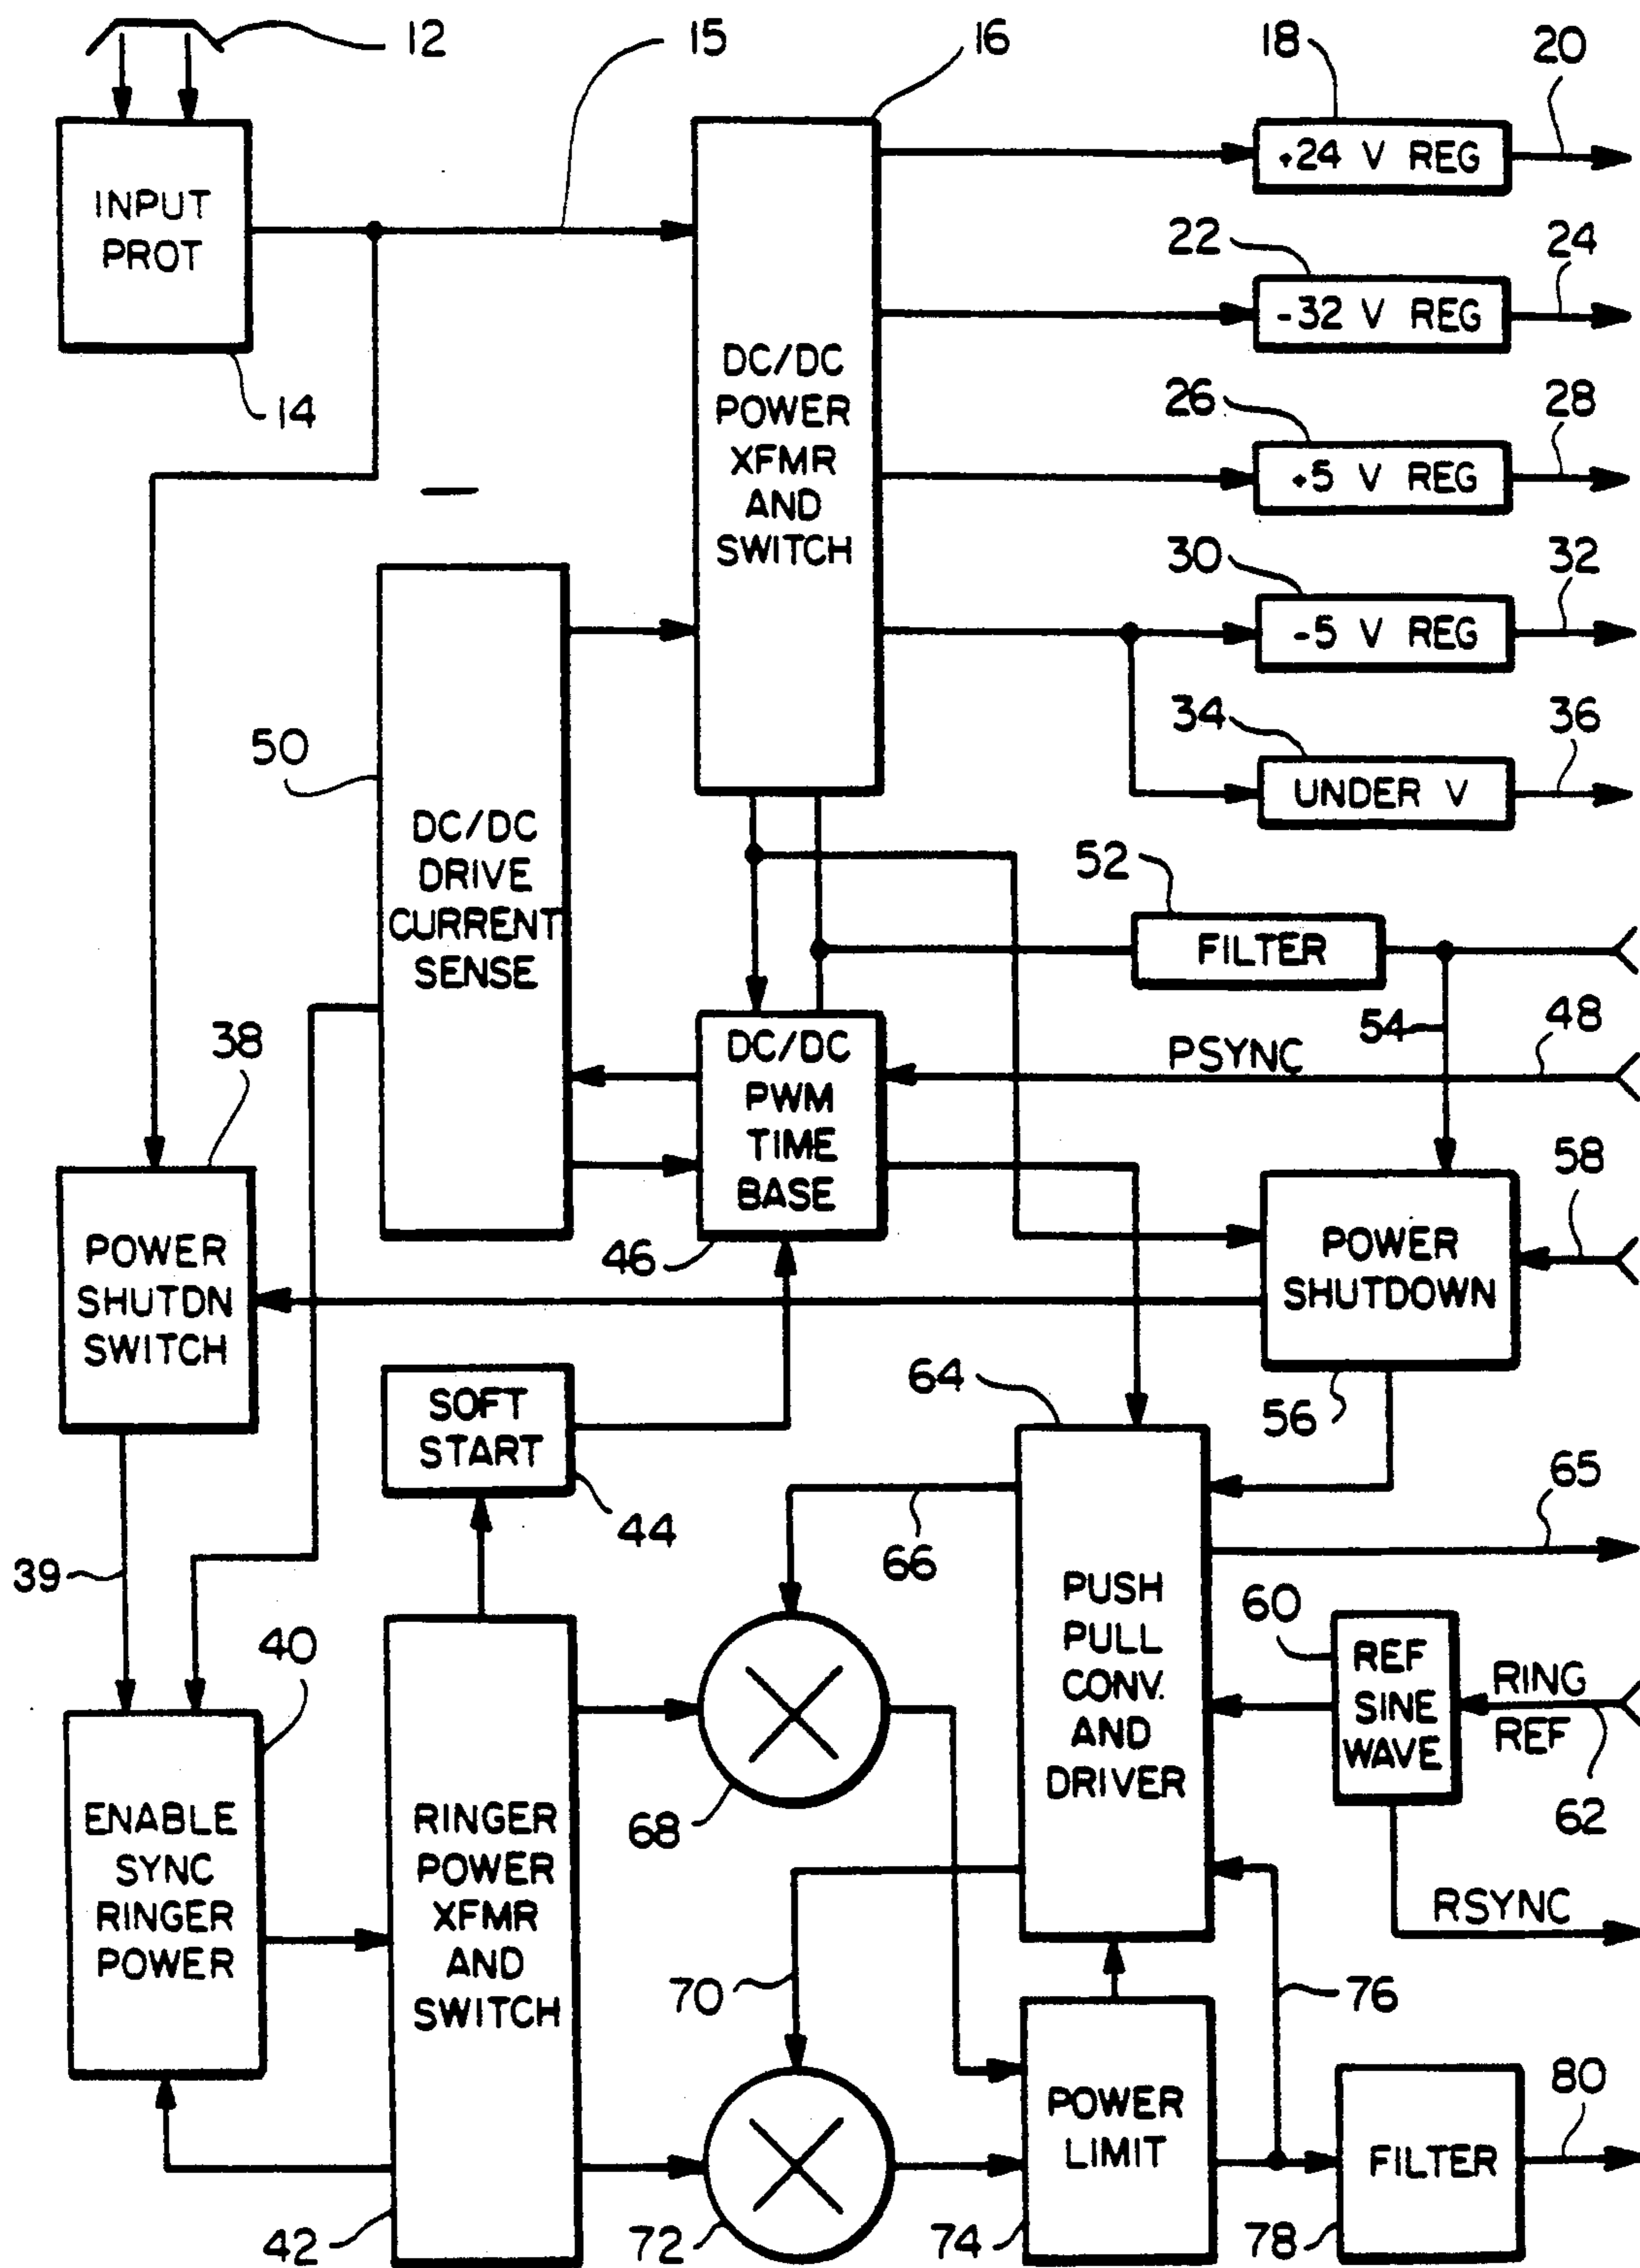 12
15
16
18
20
INPUT
PROT
+24 V REG
22
24
-32 V REG
14
DC/DC
POWER
XFMR
AND
SWITCH
26
28
+5 V REG
30
32
-5 V REG
34
36
UNDER V
50
DC/DC
DRIVE
CURRENT
SENSE
52
FILTER
54
48
PSYNC
DC/DC
PWM
TIME
BASE
46
38
POWER
SHUTDN
SWITCH
58
POWER
SHUTDOWN
56
SOFT
START
44
64
65
66
39
PUSH
PULL
CONV.
AND
DRIVER
60
REF
SINE
WAVE
RING
REF
62
RSYNC
40
ENABLE
SYNC
RINGER
POWER
RINGER
POWER
XFMR
AND
SWITCH
42
68
70
72
76
POWER
LIMIT
74
FILTER
78
80